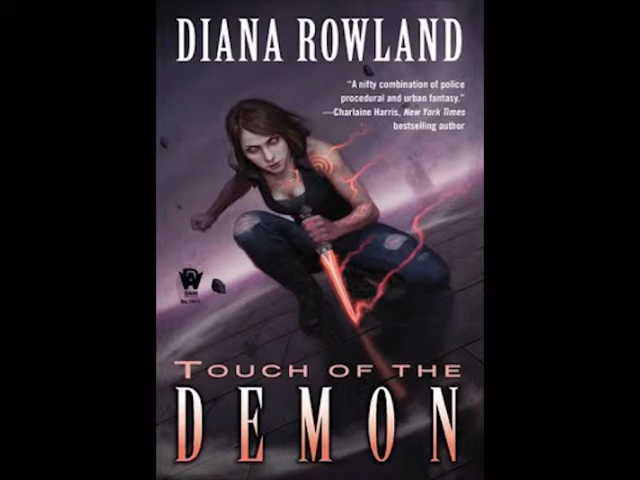 DIANA ROWLAND
"A nifty combination of police
procedural and urban fantasy."
—Charlaine Harris, New York Times
bestselling author
DAW
TOUCH OF THE
DEMON